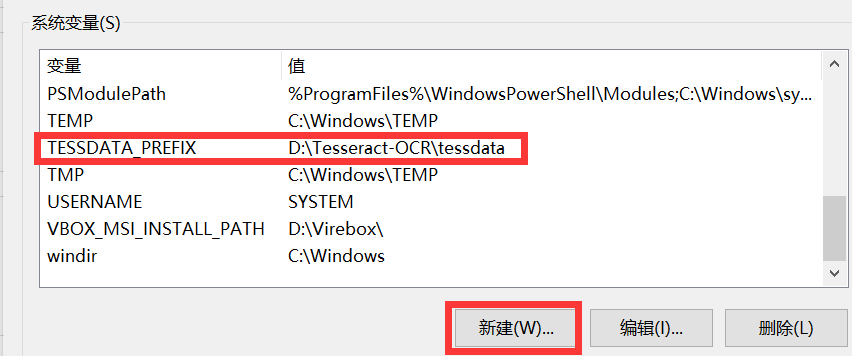 系统变量(S)
变量 值
PSModulePath %ProgramFiles%\WindowsPowerShell\Modules;C:\Windows\sy...
TEMP C:\Windows\TEMP
TESSDATA_PREFIX D:\Tesseract-OCR\tessdata
TMP C:\Windows\TEMP
USERNAME SYSTEM
VBOX_MSI_INSTALL_PATH D:\Virebox\
windir C:\Windows
新建(W)... 编辑(I)... 删除(L)